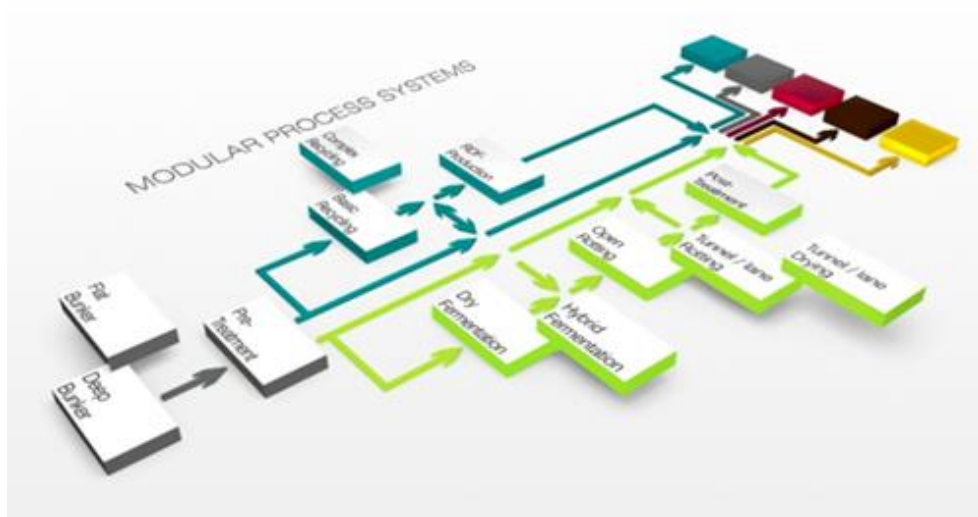 MODULAR PROCESS SYSTEMS
Complex
Recycling
RDF-
Production
Basic
Recycling
Post-
Treatment
Open
Rotting
Tunnel / lane
Rotting
Tunnel / lane
Drying
Flat
Bunker
Pre-
Treatment
Dry
Fermentation
Hybrid
Fermentation
Deep
Bunker